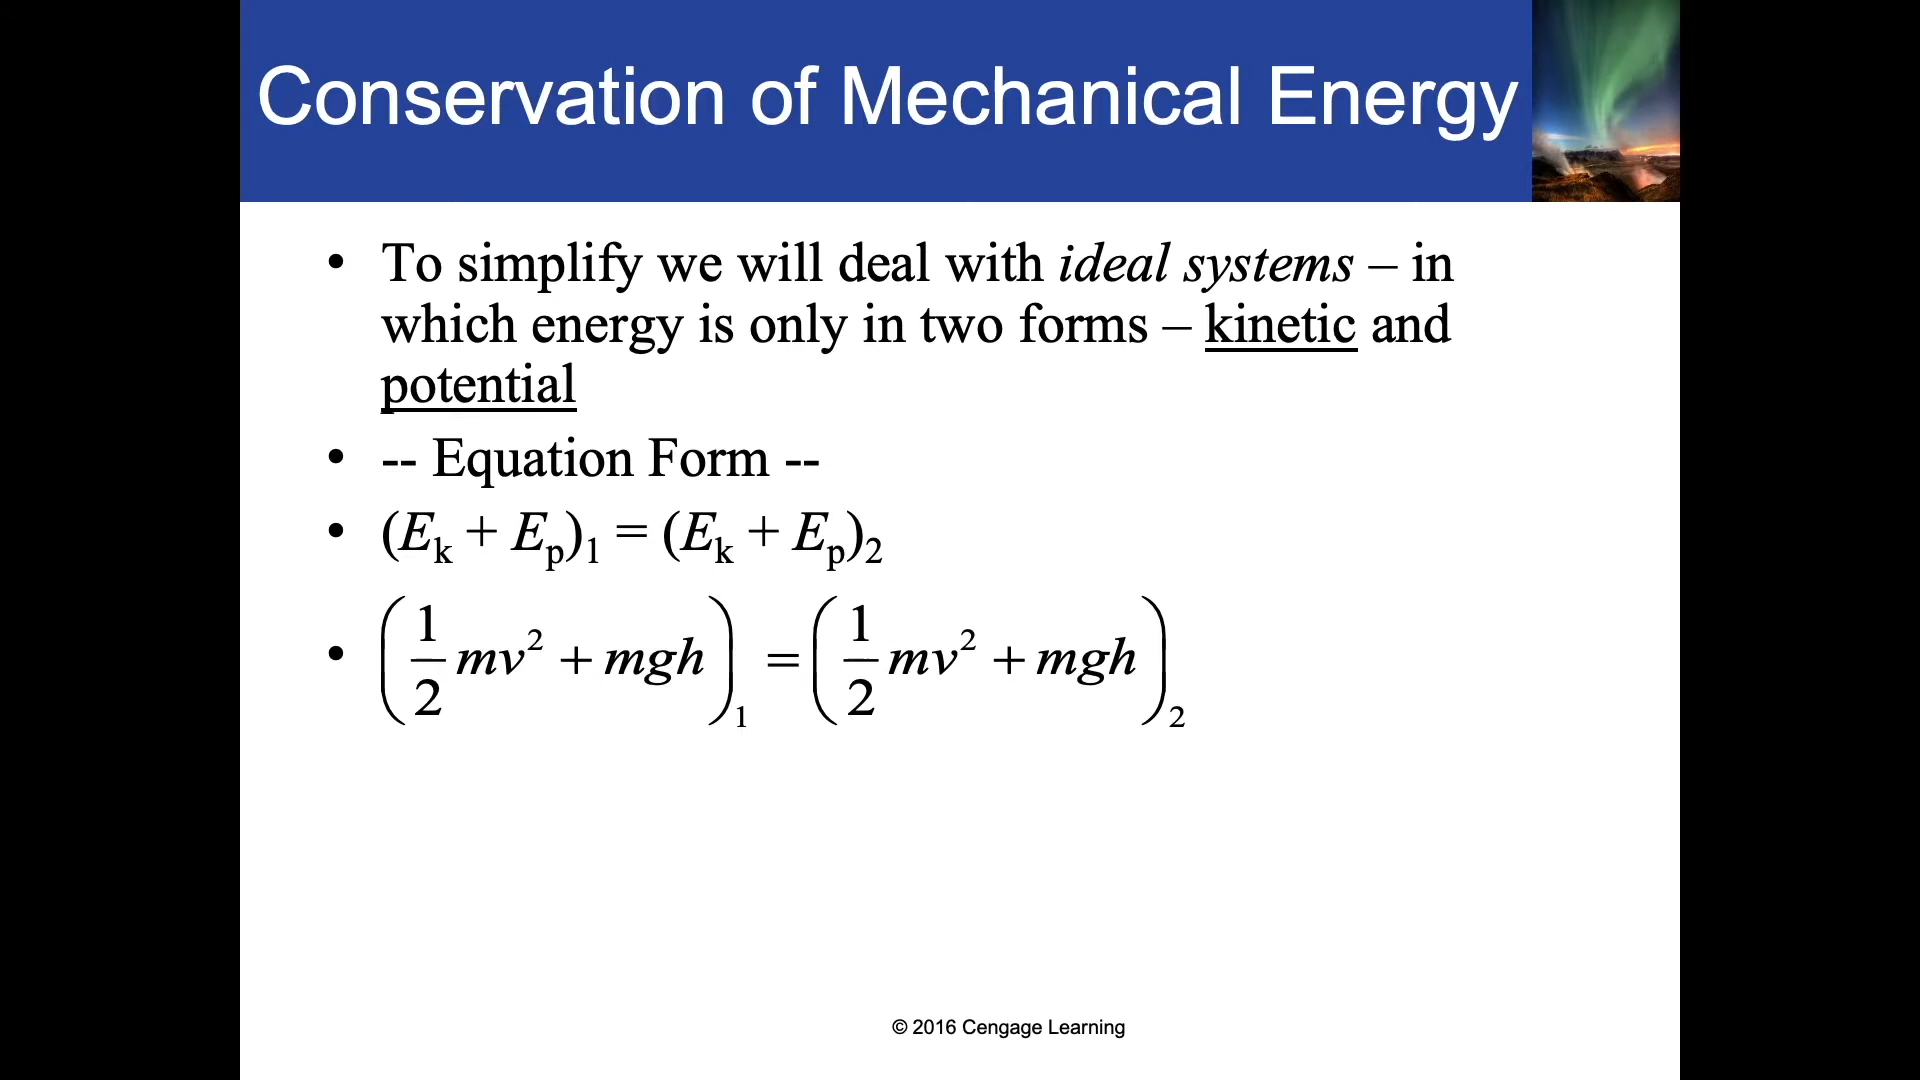 Conservation of Mechanical Energy
• To simplify we will deal with ideal systems – in
which energy is only in two forms – kinetic and
potential
• -- Equation Form --
• (Eₖ + Eₚ)₁ = (Eₖ + Eₚ)₂
• (1/2 mv² + mgh)₁ = (1/2 mv² + mgh)₂
© 2016 Cengage Learning